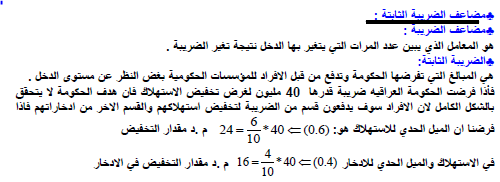 ♣مضاعف الضريبة الثابتة :
♣مضاعف الضريبة :
هو المعامل الذي يبين عدد المرات التي يتغير بها الدخل نتيجة تغير الضريبة .
♣الضريبة الثابتة:
هي المبالغ التي تفرضها الحكومة وتدفع من قبل الافراد للمؤسسات الحكومية بغض النظر عن مستوى الدخل .
فأذا فرضت الحكومة العراقيه ضريبة قدرها 40 مليون لغرض تخفيض الاستهلاك فان هدف الحكومة لا يتحقق
بالشكل الكامل لان الافراد سوف يدفعون قسم من الضريبة لتخفيض استهلاكهم والقسم الاخر من ادخاراتهم فاذا
فرضنا ان الميل الحدي للاستهلاك هو: (0.6) ⇐ 40* 6/10 = 24 م .د مقدار التخفيض
في الاستهلاك والميل الحدي للادخار (0.4) ⇐ 40* 4/10 = 16 م .د مقدار التخفيض في الادخار